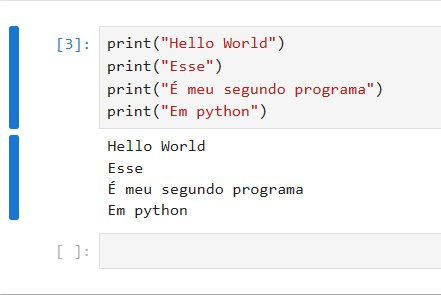 [3]: print("Hello World")
print("Esse")
print("É meu segundo programa")
print("Em python")
Hello World
Esse
É meu segundo programa
Em python
[ ]: